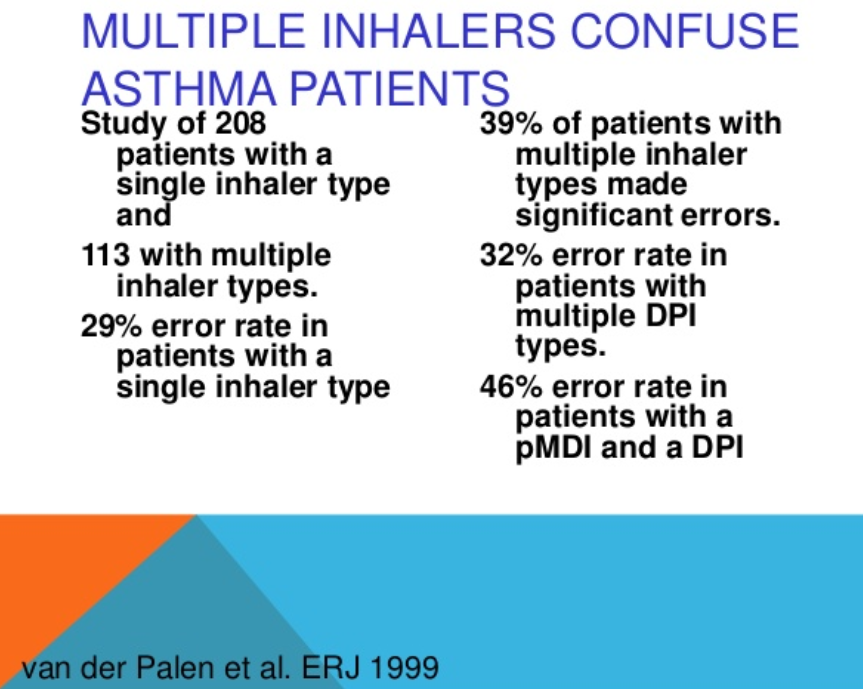 MULTIPLE INHALERS CONFUSE
ASTHMA PATIENTS
Study of 208
patients with a
single inhaler type
and
113 with multiple
inhaler types.
29% error rate in
patients with a
single inhaler type
39% of patients with
multiple inhaler
types made
significant errors.
32% error rate in
patients with
multiple DPI
types.
46% error rate in
patients with a
pMDI and a DPI
van der Palen et al. ERJ 1999